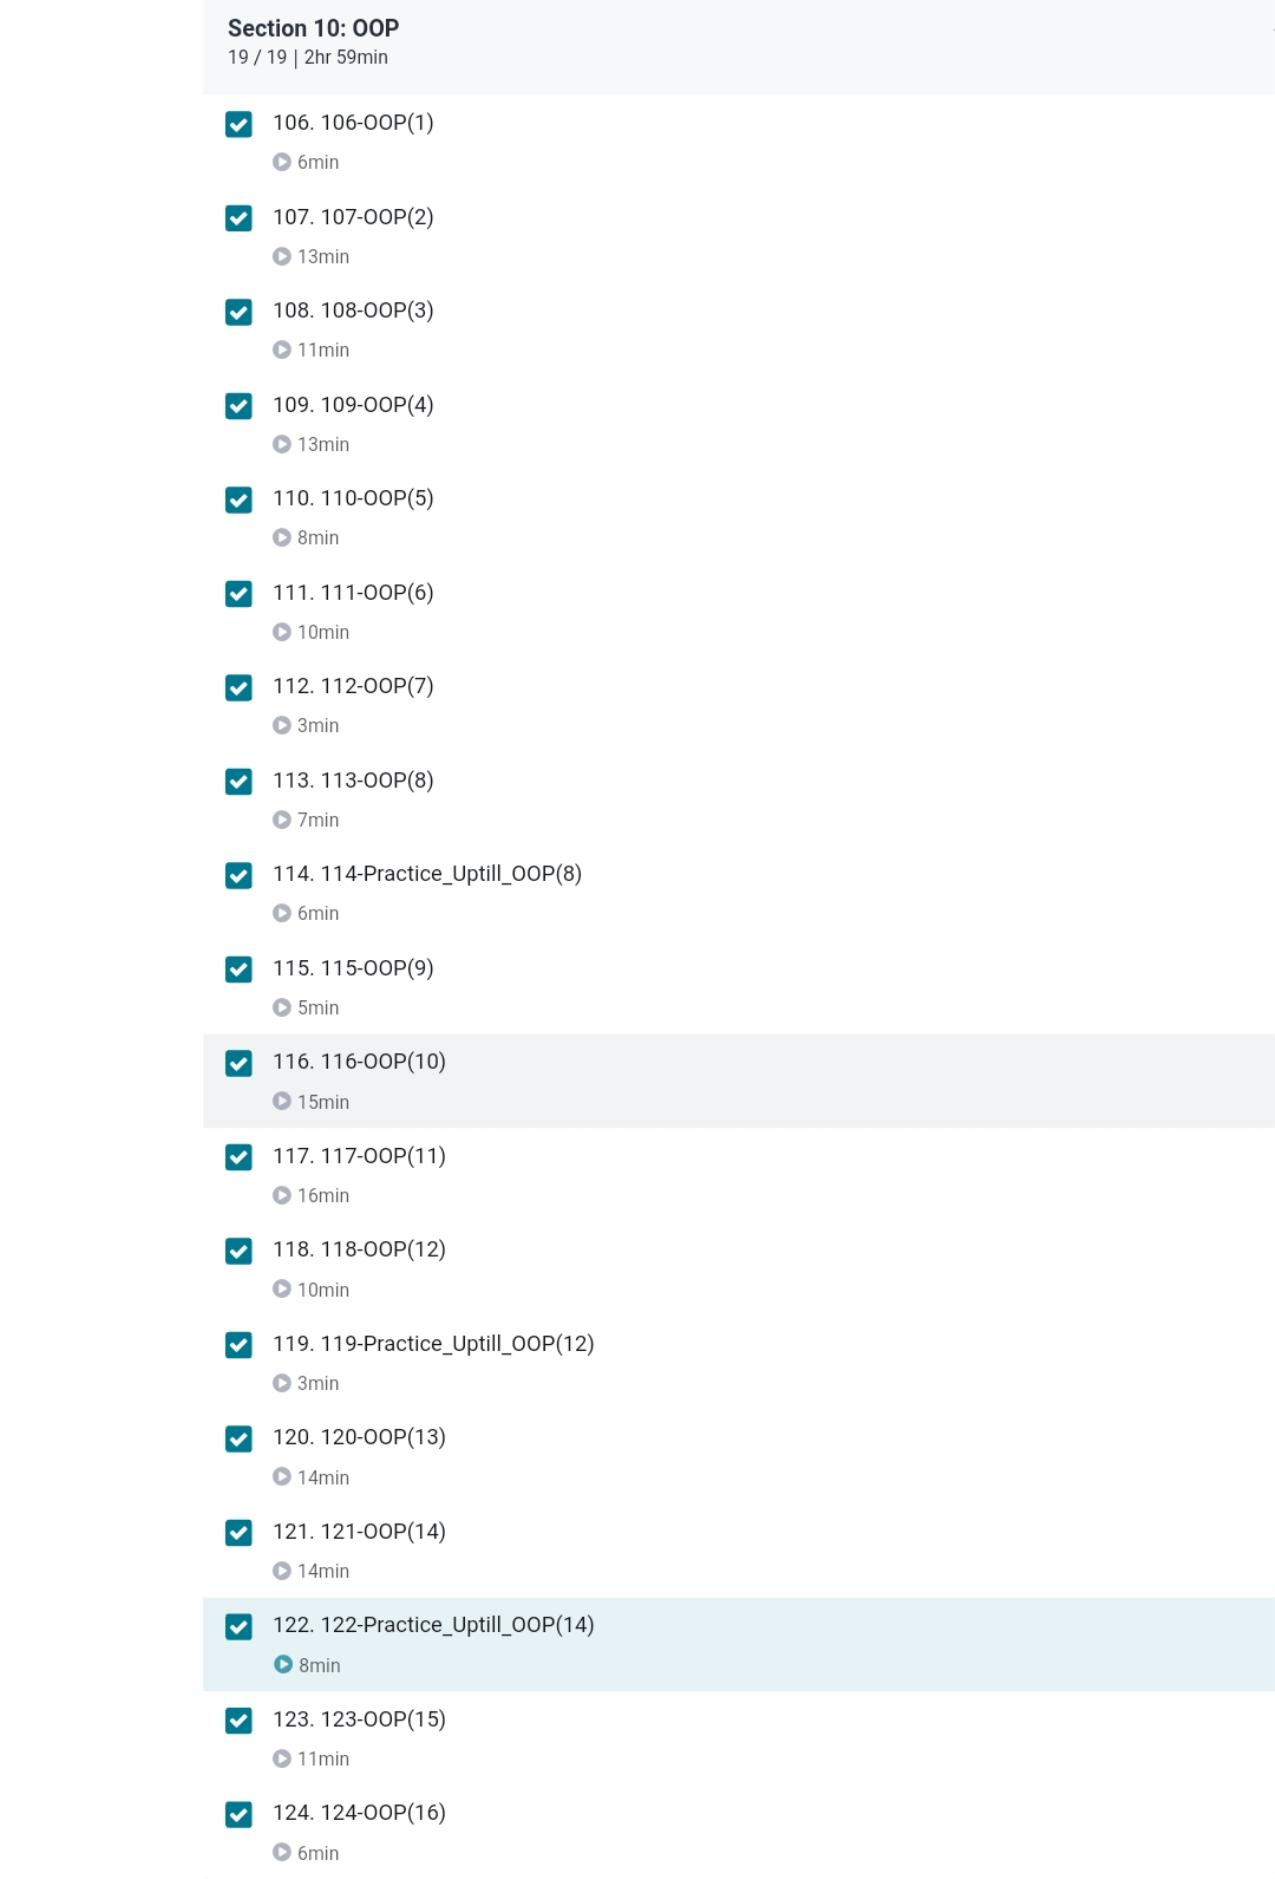 Section 10: OOP
19 / 19 | 2hr 59min
106. 106-OOP(1)
6min
107. 107-OOP(2)
13min
108. 108-OOP(3)
11min
109. 109-OOP(4)
13min
110. 110-OOP(5)
8min
111. 111-OOP(6)
10min
112. 112-OOP(7)
3min
113. 113-OOP(8)
7min
114. 114-Practice_Uptill_OOP(8)
6min
115. 115-OOP(9)
5min
116. 116-OOP(10)
15min
117. 117-OOP(11)
16min
118. 118-OOP(12)
10min
119. 119-Practice_Uptill_OOP(12)
3min
120. 120-OOP(13)
14min
121. 121-OOP(14)
14min
122. 122-Practice_Uptill_OOP(14)
8min
123. 123-OOP(15)
11min
124. 124-OOP(16)
6min